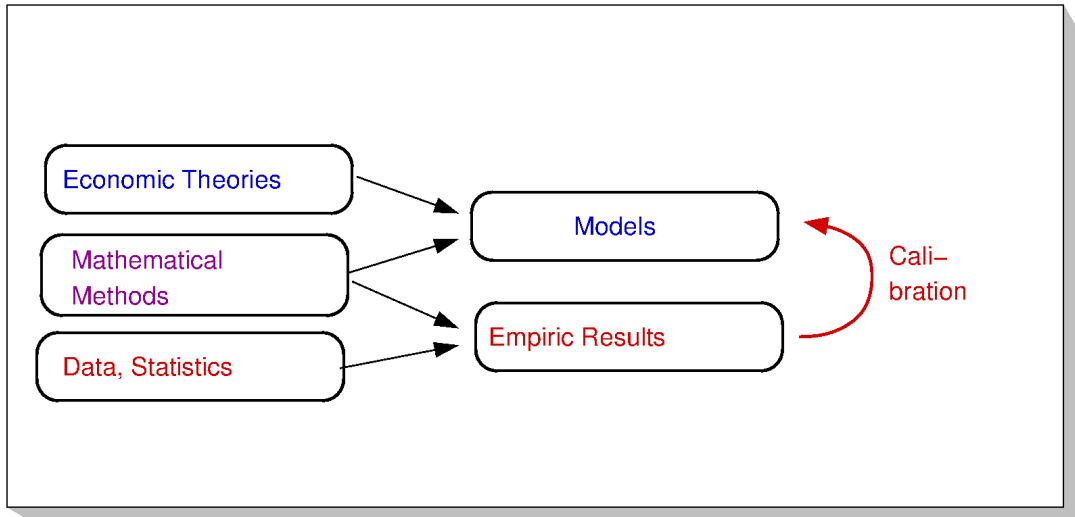 Economic Theories
Mathematical
Methods
Data, Statistics
Models
Empiric Results
Cali–
bration